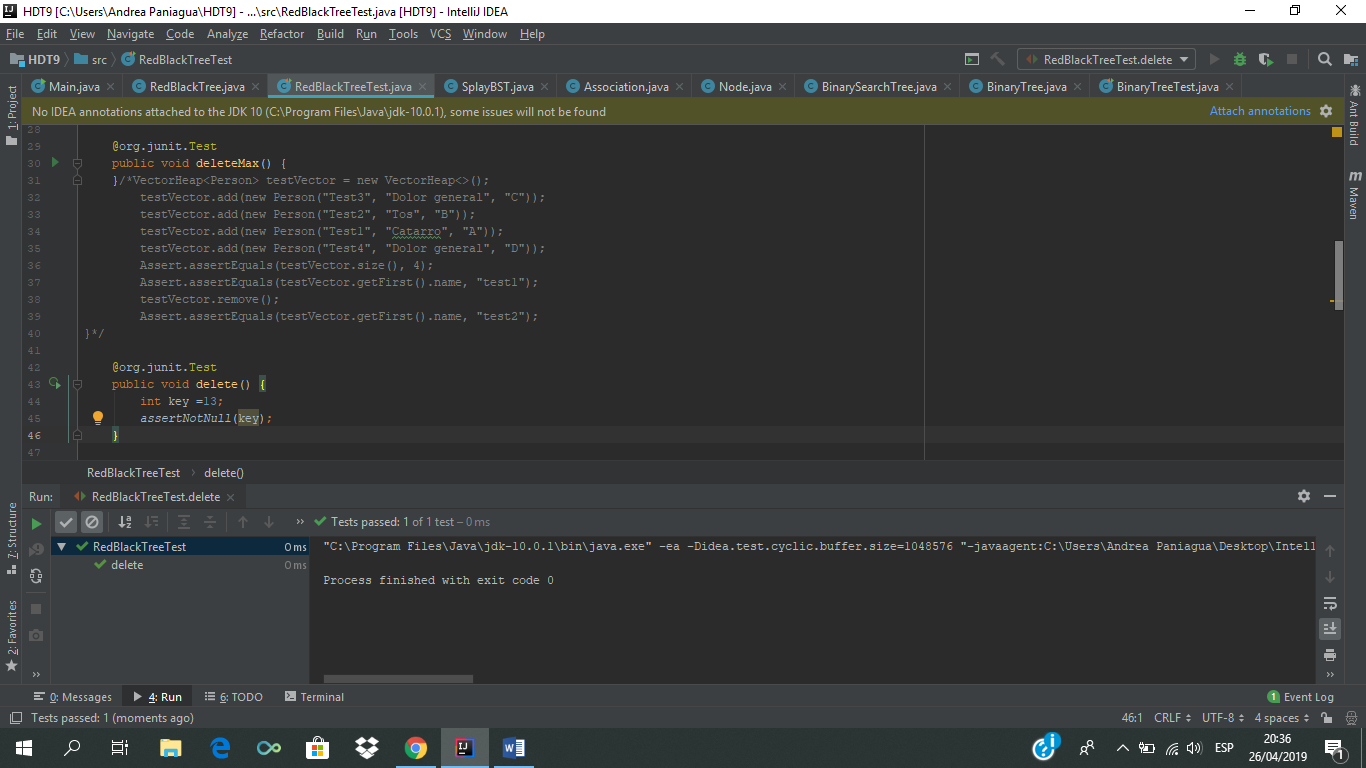 HDT9 [C:\Users\Andrea Paniagua\HDT9] - ...\src\RedBlackTreeTest.java [HDT9] - IntelliJ IDEA
File Edit View Navigate Code Analyze Refactor Build Run Tools VCS Window Help
HDT9 src RedBlackTreeTest RedBlackTreeTest.delete
Main.java RedBlackTree.java RedBlackTreeTest.java SplayBST.java Association.java Node.java BinarySearchTree.java BinaryTree.java BinaryTreeTest.java
No IDEA annotations attached to the JDK 10 (C:\Program Files\Java\jdk-10.0.1), some issues will not be found Attach annotations
1: Project
Ant Build
Maven
28
29 @org.junit.Test
30 public void deleteMax() {
31 }/*VectorHeap<Person> testVector = new VectorHeap<>();
32 testVector.add(new Person("Test3", "Dolor general", "C"));
33 testVector.add(new Person("Test2", "Tos", "B"));
34 testVector.add(new Person("Test1", "Catarro", "A"));
35 testVector.add(new Person("Test4", "Dolor general", "D"));
36 Assert.assertEquals(testVector.size(), 4);
37 Assert.assertEquals(testVector.getFirst().name, "test1");
38 testVector.remove();
39 Assert.assertEquals(testVector.getFirst().name, "test2");
40 }*/
41
42 @org.junit.Test
43 public void delete() {
44 int key =13;
45 assertNotNull(key);
46 }
47
RedBlackTreeTest delete()
Run: RedBlackTreeTest.delete
7: Structure
2: Favorites
Tests passed: 1 of 1 test – 0 ms
RedBlackTreeTest 0 ms
delete 0 ms
"C:\Program Files\Java\jdk-10.0.1\bin\java.exe" -ea -Didea.test.cyclic.buffer.size=1048576 "-javaagent:C:\Users\Andrea Paniagua\Desktop\Intell
Process finished with exit code 0
0: Messages 4: Run 6: TODO Terminal 1 Event Log
Tests passed: 1 (moments ago) 46:1 CRLF UTF-8 4 spaces
ESP
20:36
26/04/2019
1